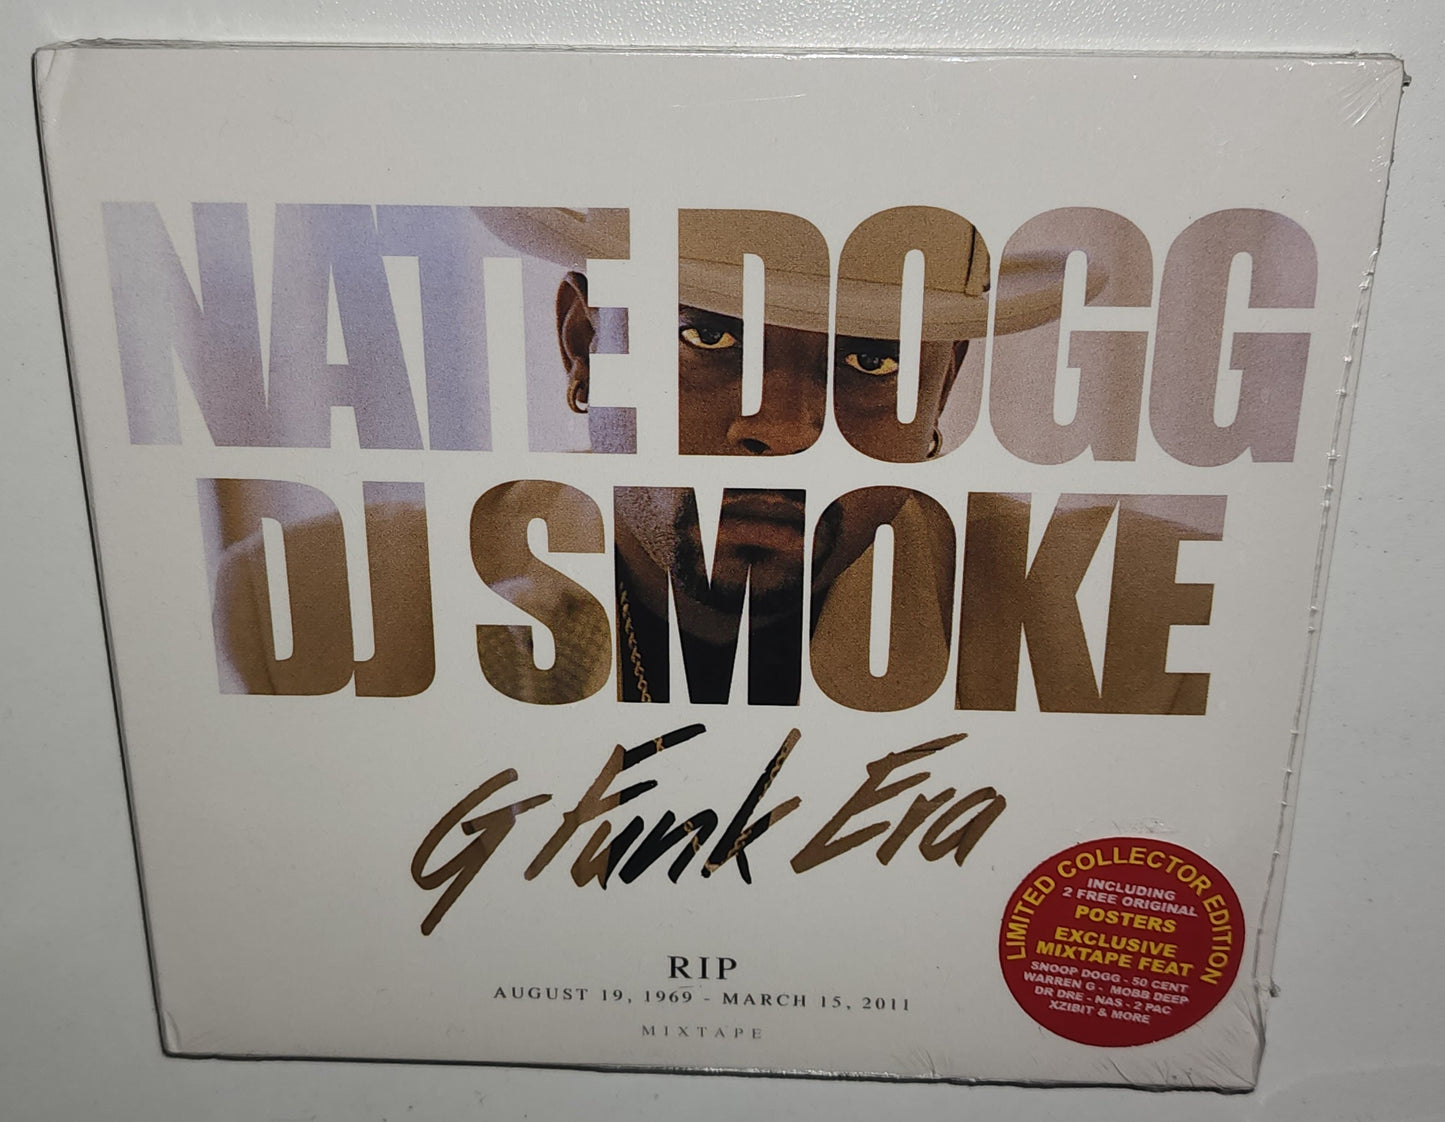 NATE DOGG
DJ SMOKE
G Funk Era
RIP
AUGUST 19, 1969 - MARCH 15, 2011
MIXTAPE
LIMITED COLLECTOR EDITION
INCLUDING
2 FREE ORIGINAL
POSTERS
EXCLUSIVE
MIXTAPE FEAT
SNOOP DOGG - 50 CENT
WARREN G - MOBB DEEP
DR DRE - NAS - 2 PAC
XZIBIT & MORE